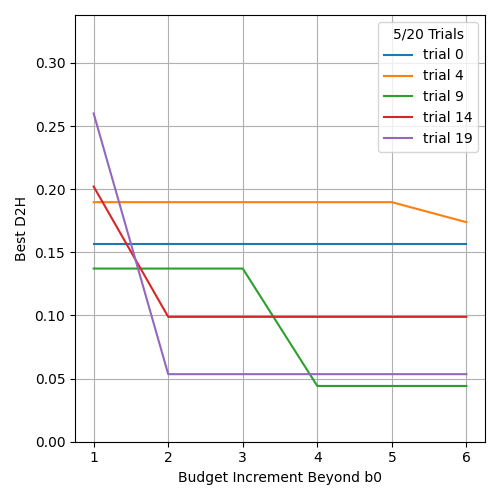 5/20 Trials
trial 0
trial 4
trial 9
trial 14
trial 19
Best D2H
0.30
0.25
0.20
0.15
0.10
0.05
0.00
1 2 3 4 5 6
Budget Increment Beyond b0